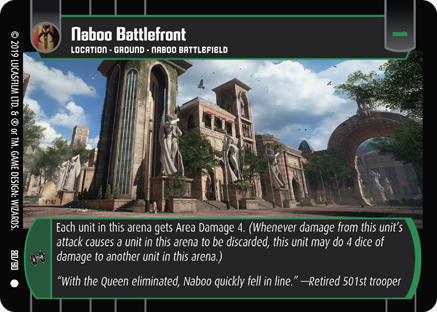 Naboo Battlefront
LOCATION - GROUND - NABOO BATTLEFIELD
1
Each unit in this arena gets Area Damage 4. (Whenever damage from this unit's
attack causes a unit in this arena to be discarded, this unit may do 4 dice of
damage to another unit in this arena.)
"With the Queen eliminated, Naboo quickly fell in line." —Retired 501st trooper
© 2019 LUCASFILM LTD. & ® or TM. GAME DESIGN: WIZARDS.